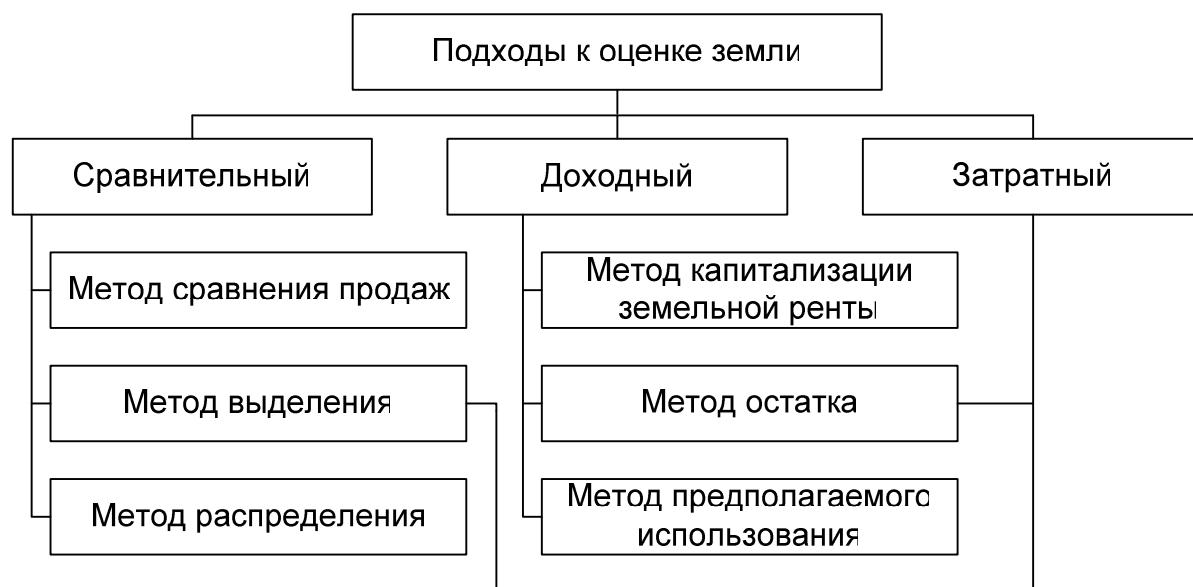 Подходы к оценке земли
Сравнительный
Доходный
Затратный
Метод сравнения продаж
Метод капитализации
земельной ренты
Метод выделения
Метод остатка
Метод распределения
Метод предполагаемого
использования